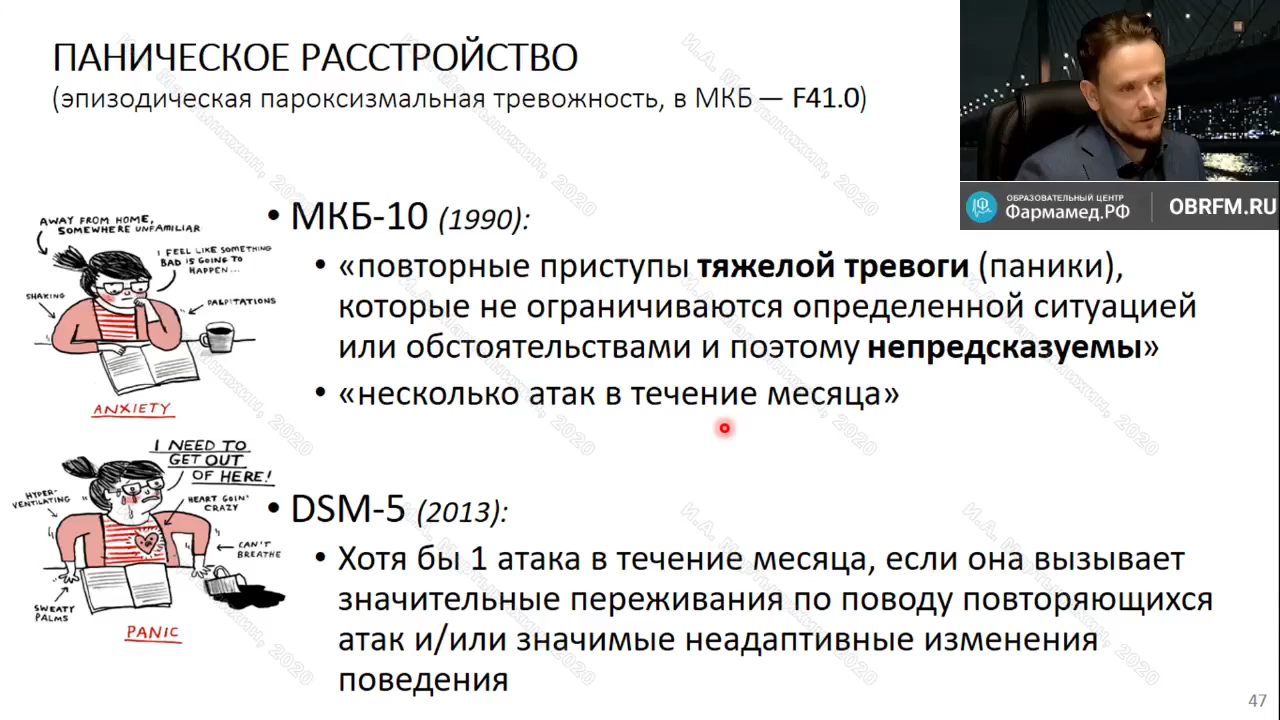 ПАНИЧЕСКОЕ РАССТРОЙСТВО
(эпизодическая пароксизмальная тревожность, в МКБ — F41.0)
ОБРАЗОВАТЕЛЬНЫЙ ЦЕНТР
Фармамед.РФ
OBRFM.RU
• МКБ-10 (1990):
• «повторные приступы тяжелой тревоги (паники),
которые не ограничиваются определенной ситуацией
или обстоятельствами и поэтому непредсказуемы»
• «несколько атак в течение месяца»
• DSM-5 (2013):
• Хотя бы 1 атака в течение месяца, если она вызывает
значительные переживания по поводу повторяющихся
атак и/или значимые неадаптивные изменения
поведения
AWAY FROM HOME,
SOMEWHERE UNFAMILIAR
I FEEL LIKE SOMETHING
BAD IS GOING TO
HAPPEN...
SHAKING
PALPITATIONS
ANXIETY
I NEED TO
GET OUT
OF HERE!
HYPER-
VENTILATING
HEART GOIN'
CRAZY
CAN'T
BREATHE
SWEATY
PALMS
PANIC
47